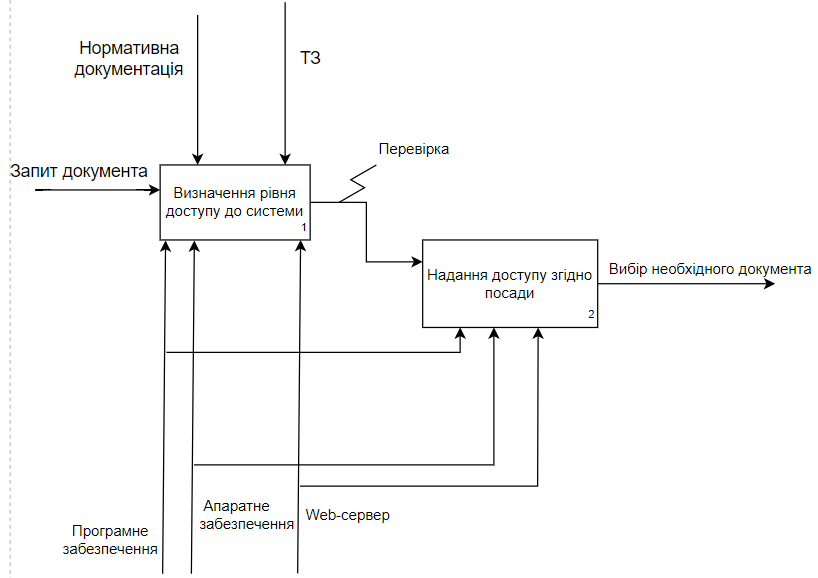 Нормативна
документація
ТЗ
Запит документа
Перевірка
Визначення рівня
доступу до системи
1
Надання доступу згідно
посади
2
Вибір необхідного документа
Програмне
забезпечення
Апаратне
забезпечення
Web-сервер